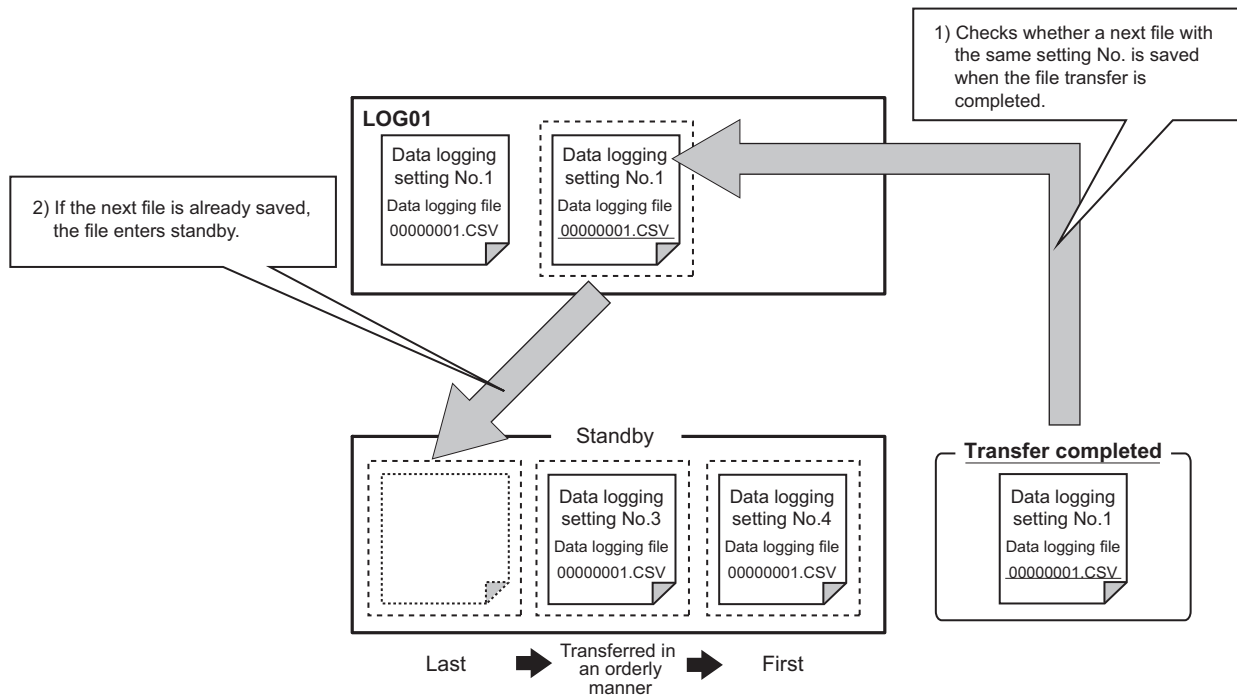 1) Checks whether a next file with
the same setting No. is saved
when the file transfer is
completed.
LOG01
Data logging
setting No.1
Data logging file
00000001.CSV
Data logging
setting No.1
Data logging file
00000001.CSV
2) If the next file is already saved,
the file enters standby.
Standby
Data logging
setting No.3
Data logging file
00000001.CSV
Data logging
setting No.4
Data logging file
00000001.CSV
Transfer completed
Data logging
setting No.1
Data logging file
00000001.CSV
Last
Transferred in
an orderly
manner
First